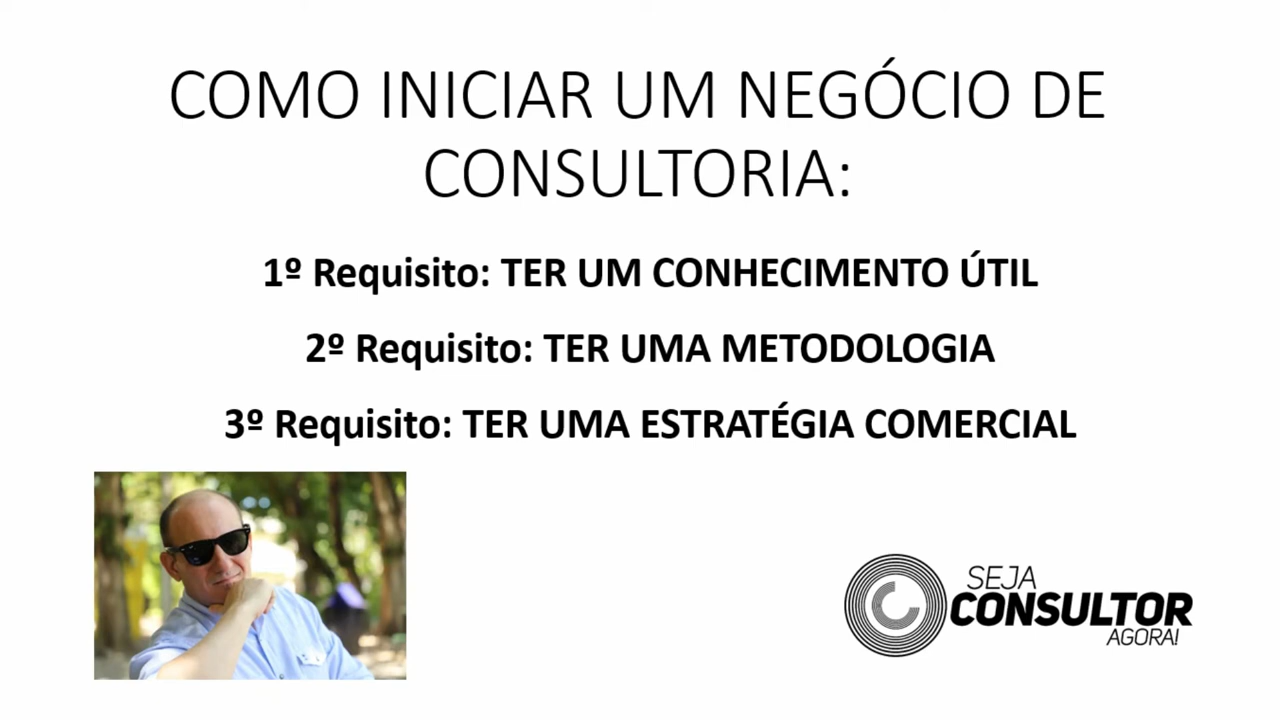 COMO INICIAR UM NEGÓCIO DE
CONSULTORIA:
1º Requisito: TER UM CONHECIMENTO ÚTIL
2º Requisito: TER UMA METODOLOGIA
3º Requisito: TER UMA ESTRATÉGIA COMERCIAL
SEJA
CONSULTOR
AGORA!